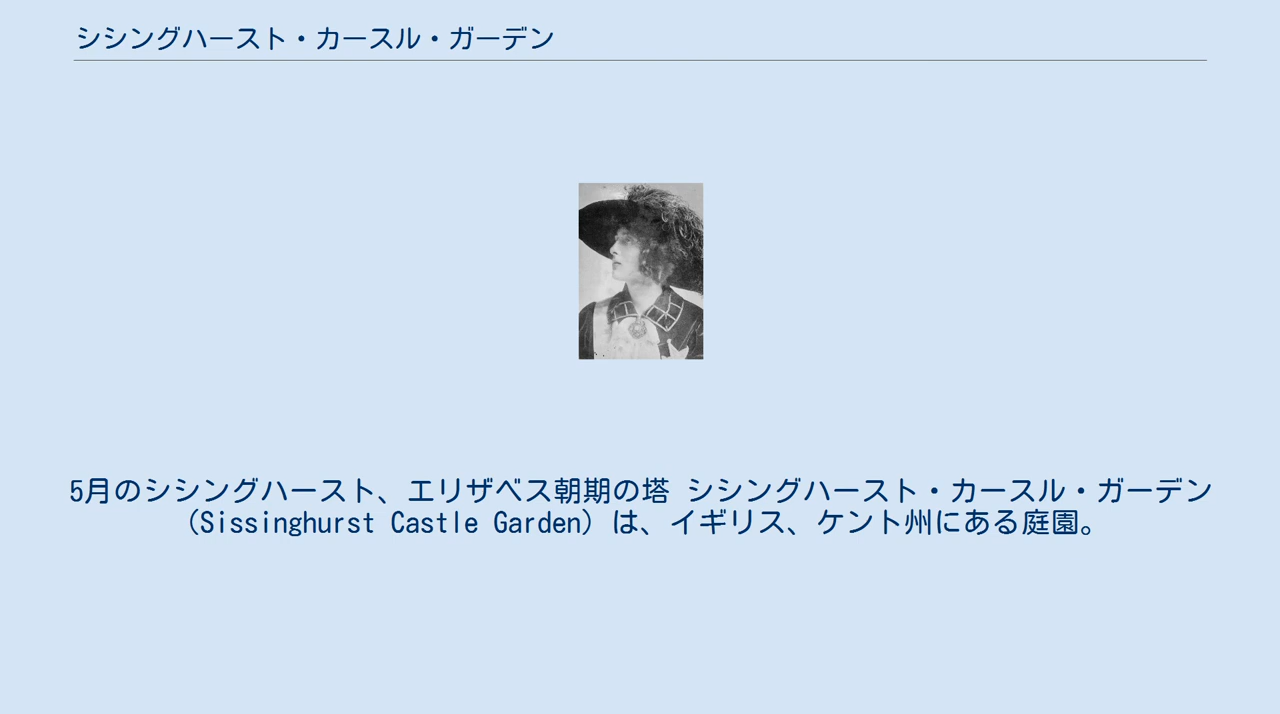 シシングハースト・カースル・ガーデン
5月のシシングハースト、エリザベス朝期の塔 シシングハースト・カースル・ガーデン
（Sissinghurst Castle Garden）は、イギリス、ケント州にある庭園。